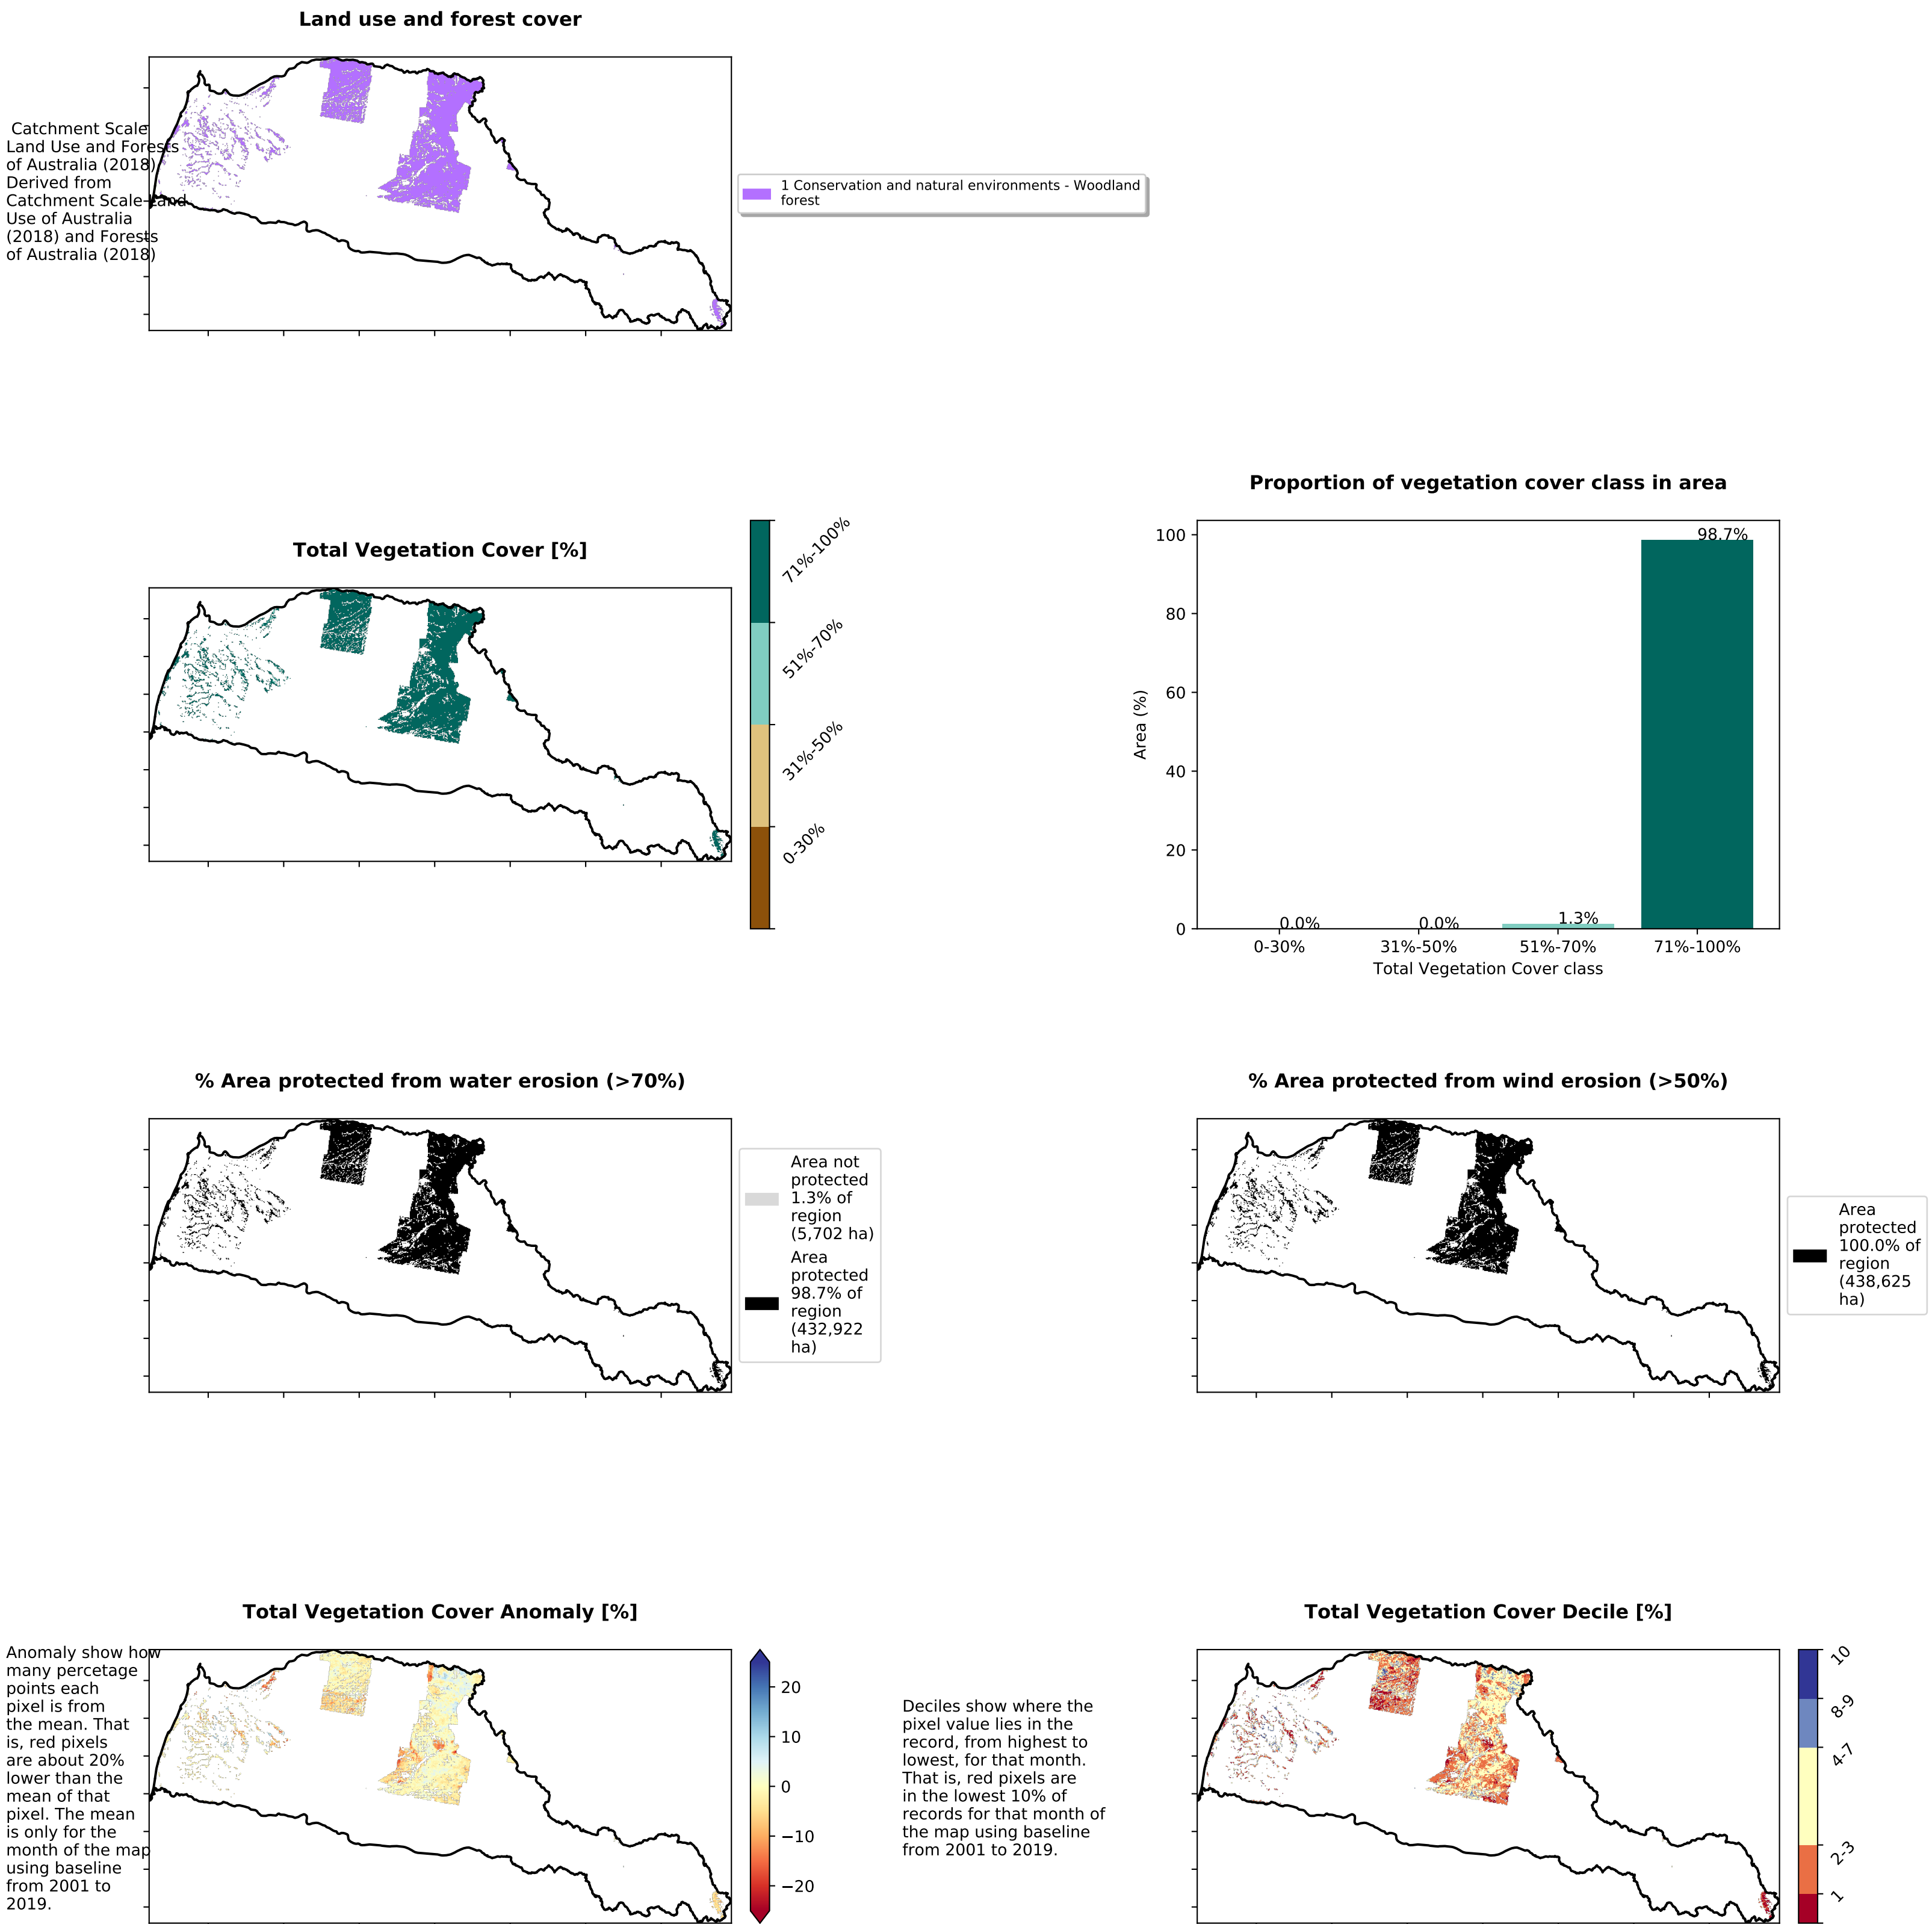 Land use and forest cover
Catchment Scale
Land Use and Forests
of Australia (2018)
Derived from
Catchment Scale Land
Use of Australia
(2018) and Forests
of Australia (2018)
1 Conservation and natural environments - Woodland
forest
Total Vegetation Cover [%]
71%-100%
51%-70%
31%-50%
0-30%
Proportion of vegetation cover class in area
100
80
60
40
20
0
Area (%)
0.0%
0.0%
1.3%
98.7%
0-30%
31%-50%
51%-70%
71%-100%
Total Vegetation Cover class
% Area protected from water erosion (>70%)
Area not
protected
1.3% of
region
(5,702 ha)
Area
protected
98.7% of
region
(432,922
ha)
% Area protected from wind erosion (>50%)
Area
protected
100.0% of
region
(438,625
ha)
Total Vegetation Cover Anomaly [%]
Anomaly show how
many percetage
points each
pixel is from
the mean. That
is, red pixels
are about 20%
lower than the
mean of that
pixel. The mean
is only for the
month of the map
using baseline
from 2001 to
2019.
20
10
0
−10
−20
Deciles show where the
pixel value lies in the
record, from highest to
lowest, for that month.
That is, red pixels are
in the lowest 10% of
records for that month of
the map using baseline
from 2001 to 2019.
Total Vegetation Cover Decile [%]
10
8-9
4-7
2-3
1